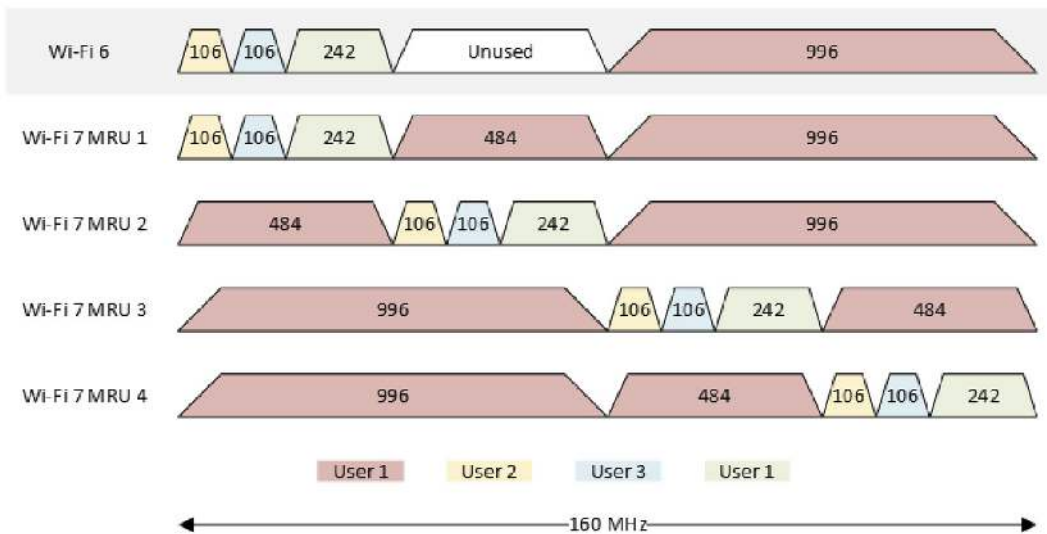 Wi-Fi 6 106 106 242 Unused 996
Wi-Fi 7 MRU 1 106 106 242 484 996
Wi-Fi 7 MRU 2 484 106 106 242 996
Wi-Fi 7 MRU 3 996 106 106 242 484
Wi-Fi 7 MRU 4 996 484 106 106 242
User 1 User 2 User 3 User 1
160 MHz